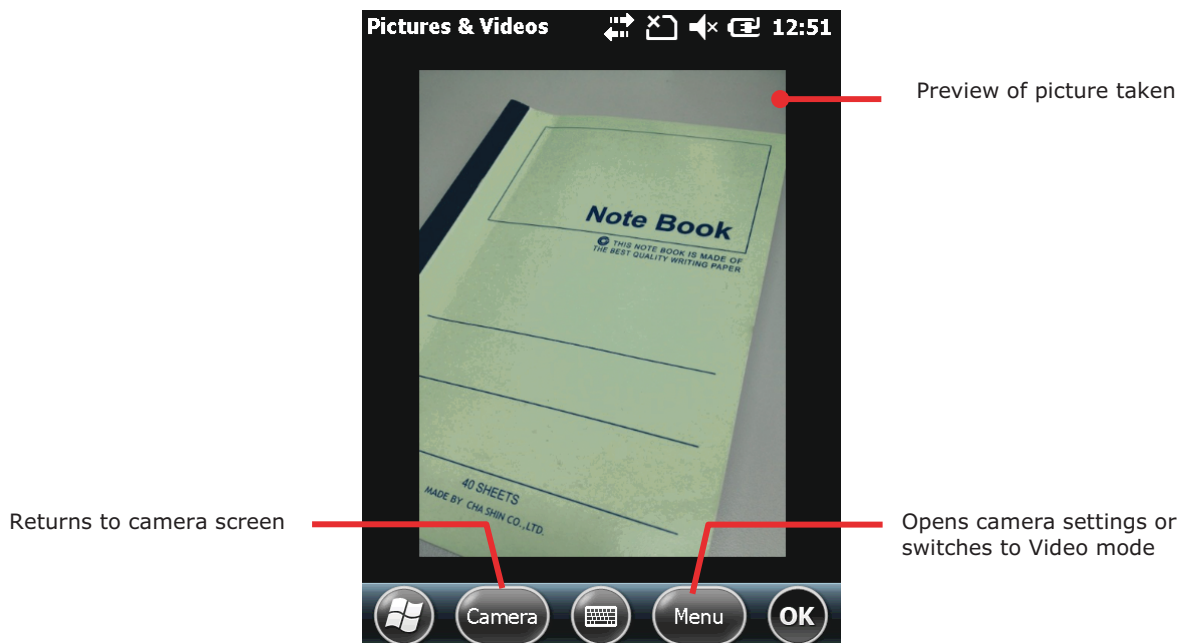 Pictures & Videos
12:51
Preview of picture taken
Note Book
THIS NOTE BOOK IS MADE OF
THE BEST QUALITY WRITING PAPER
40 SHEETS
MADE BY CHA SHIN CO.,LTD.
Returns to camera screen
Opens camera settings or
switches to Video mode
Camera
Menu
OK